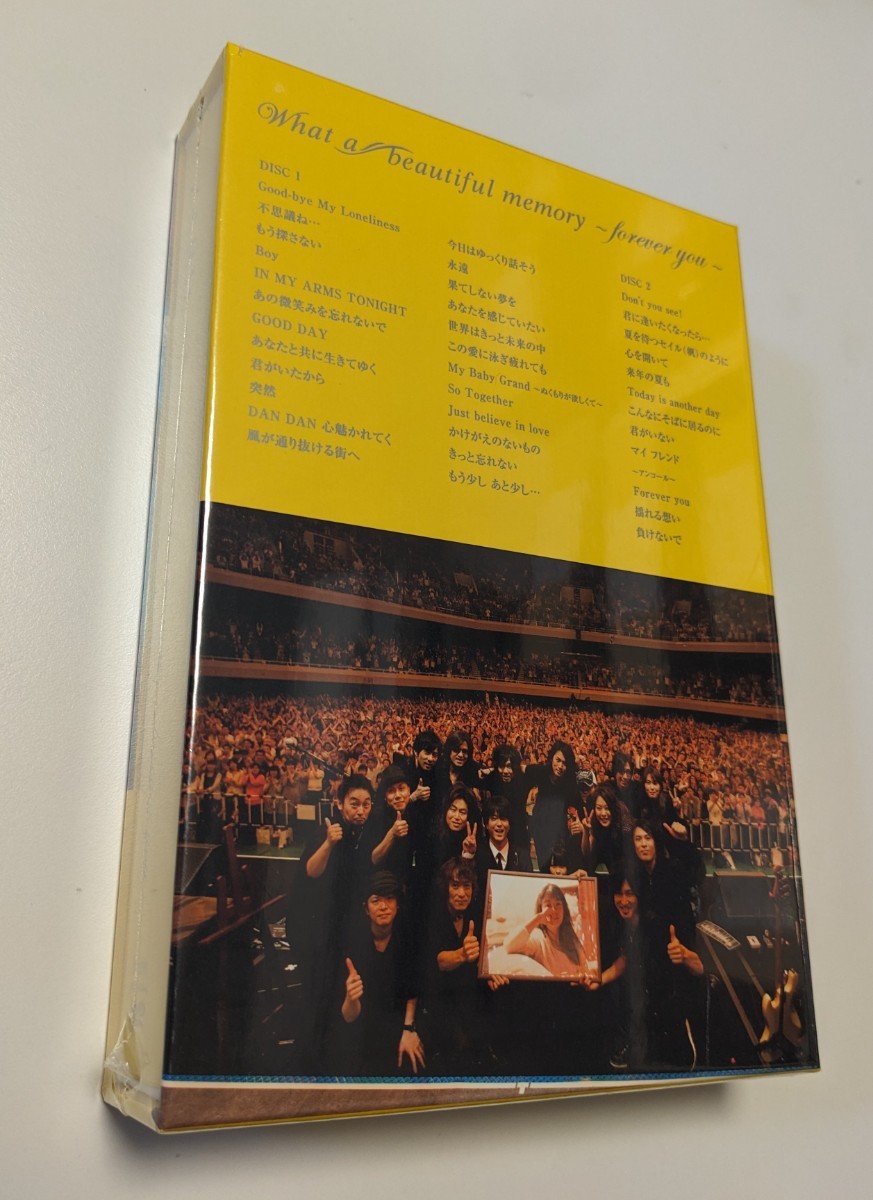 What a beautiful memory ~forever you~
DISC 1
Good-bye My Loneliness
不思議ね…
もう探さない
Boy
IN MY ARMS TONIGHT
あの微笑みを忘れないで
GOOD DAY
あなたと共に生きてゆく
君がいたから
突然
DAN DAN 心魅かれてく
風が通り抜ける街へ
今日はゆっくり話そう
永遠
果てしない夢を
あなたを感じていたい
世界はきっと未来の中
この愛に泳ぎ疲れても
My Baby Grand ~ぬくもりが欲しくて~
So Together
Just believe in love
かけがえのないもの
きっと忘れない
もう少し あと少し…
DISC 2
Don't you see!
君に逢いたくなったら…
夏を待つセイル(帆)のように
心を開いて
来年の夏も
Today is another day
こんなにそばに居るのに
君がいない
マイ フレンド
~アンコール~
Forever you
揺れる想い
負けないで